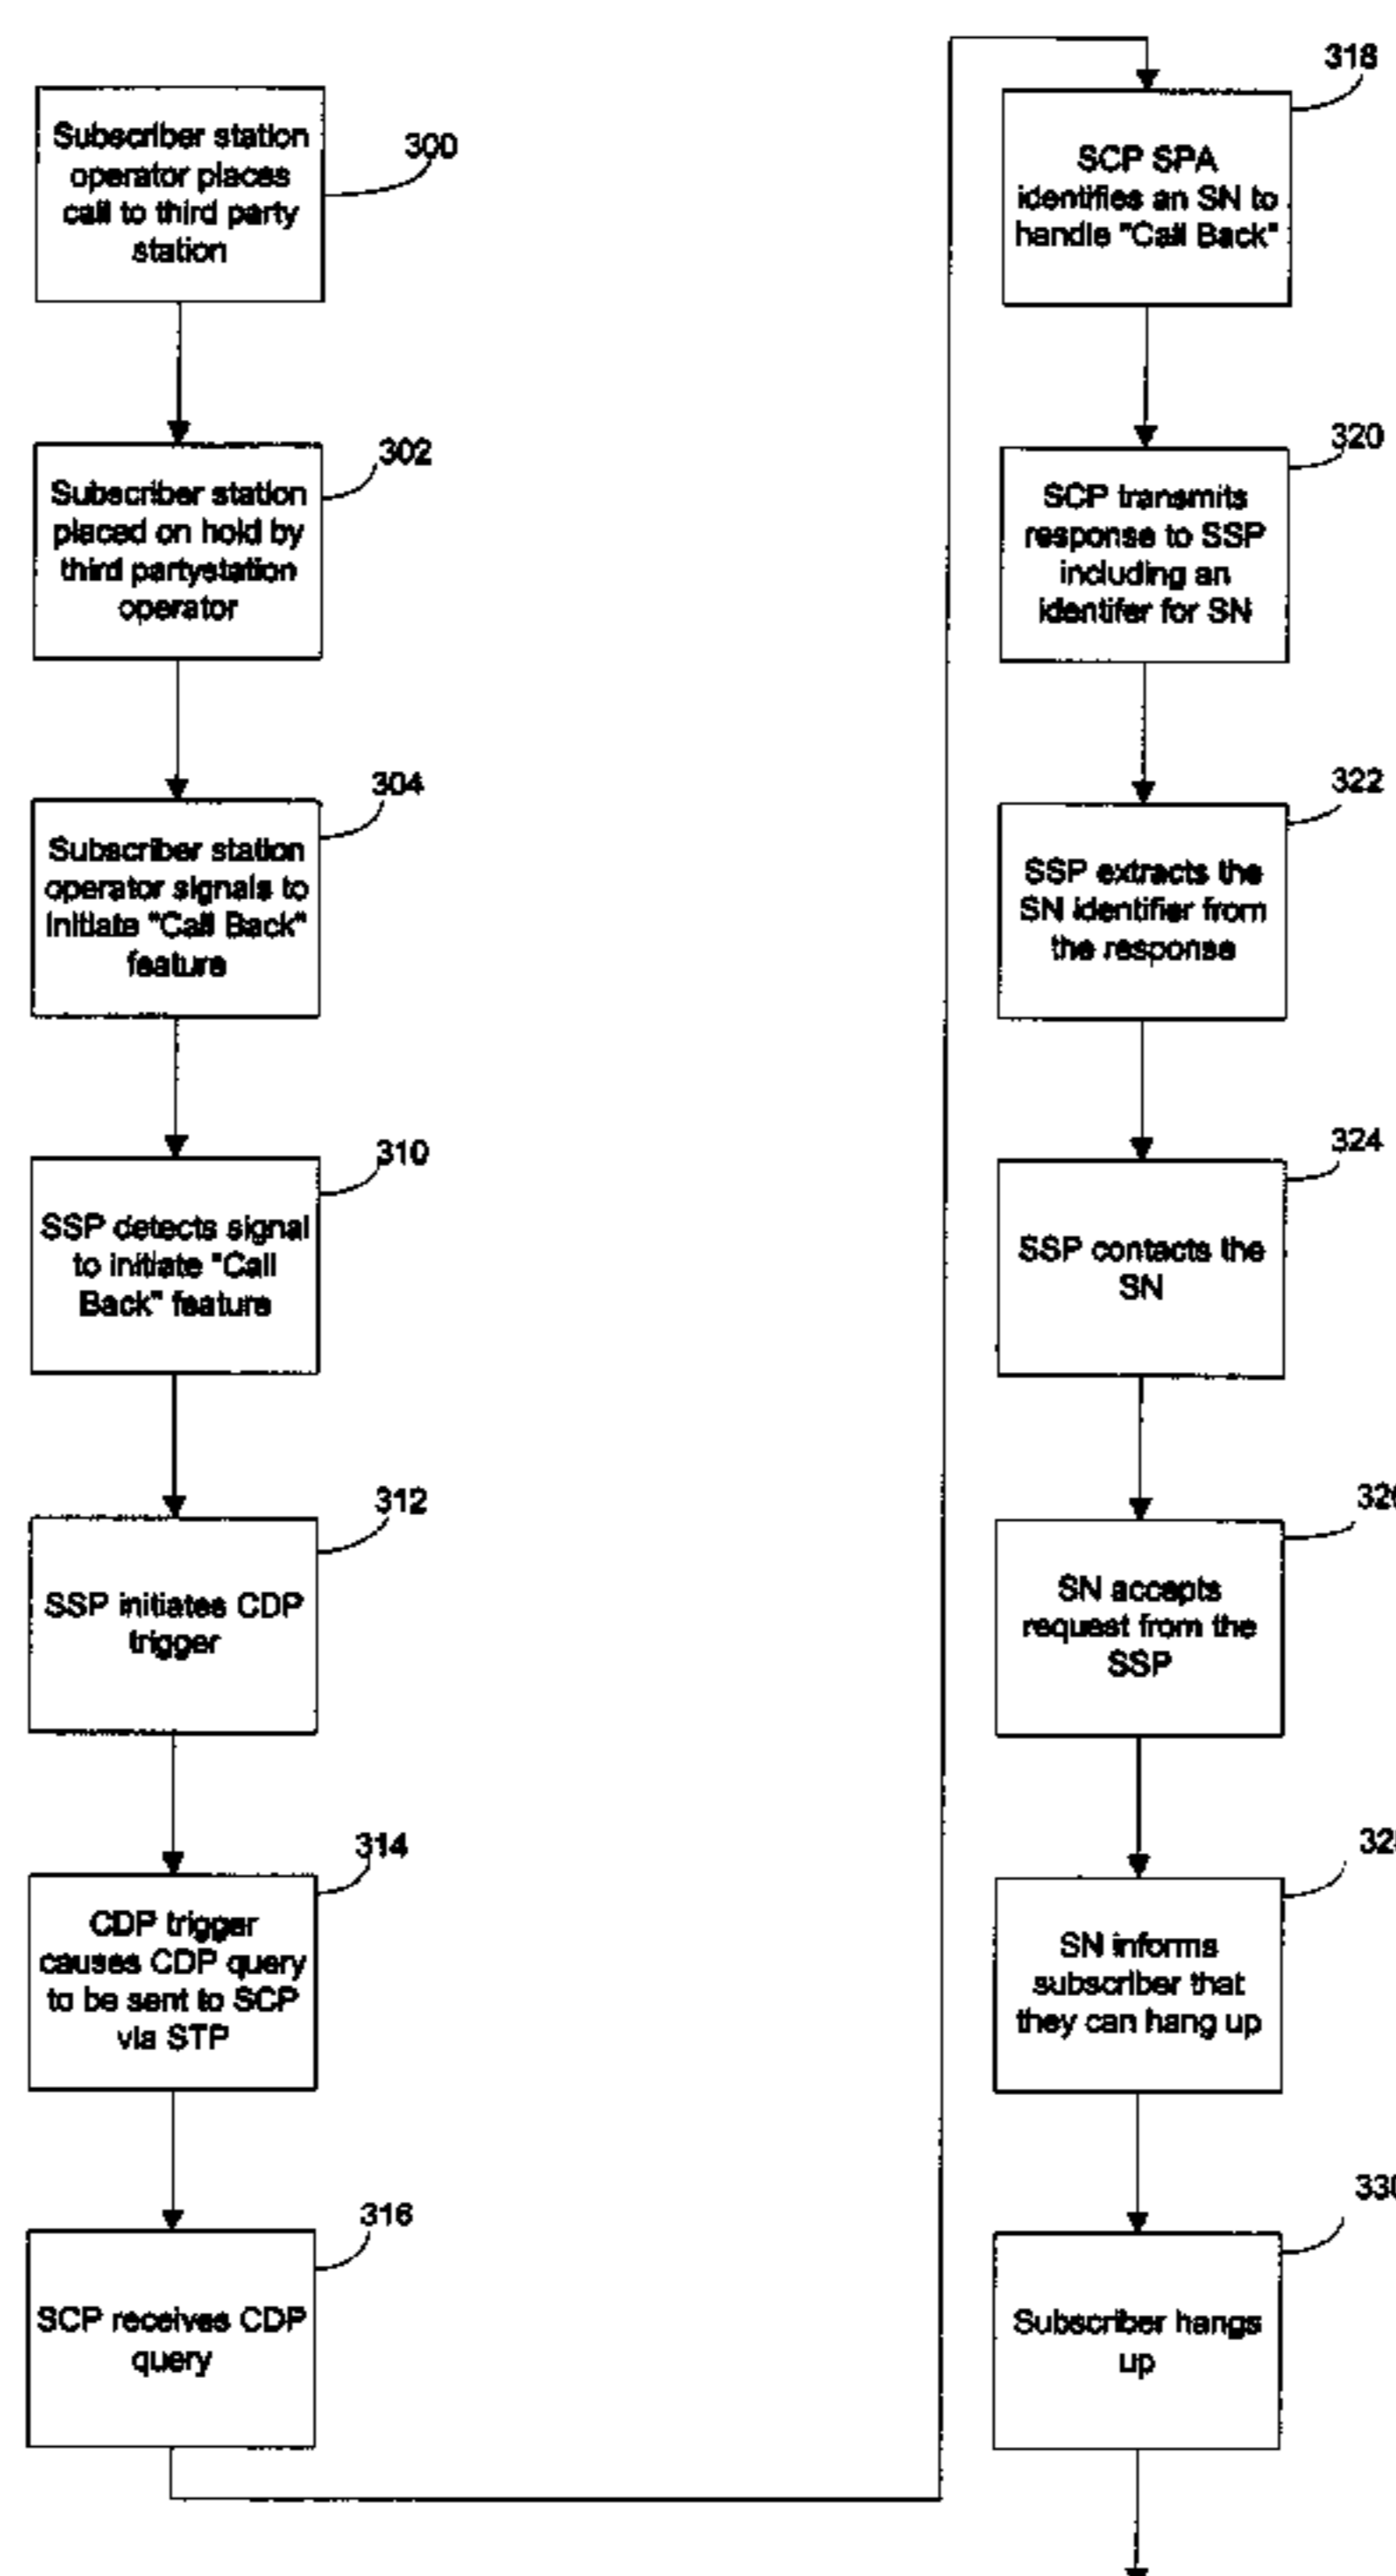 Subscriber station
operator places
call to third party
station
300
Subscriber station
placed on hold by
third partystation
operator
302
Subscriber station
operator signals to
initiate "Call Back"
feature
304
SSP detects signal
to initiate "Call
Back" feature
310
SSP initiates CDP
trigger
312
CDP trigger
causes CDP query
to be sent to SCP
via STP
314
SCP receives CDP
query
316
SCP SPA
identifies an SN to
handle "Call Back"
318
SCP transmits
response to SSP
including an
identifer for SN
320
SSP extracts the
SN identifier from
the response
322
SSP contacts the
SN
324
SN accepts
request from the
SSP
SN informs
subscriber that
they can hang up
Subscriber hangs
up
330